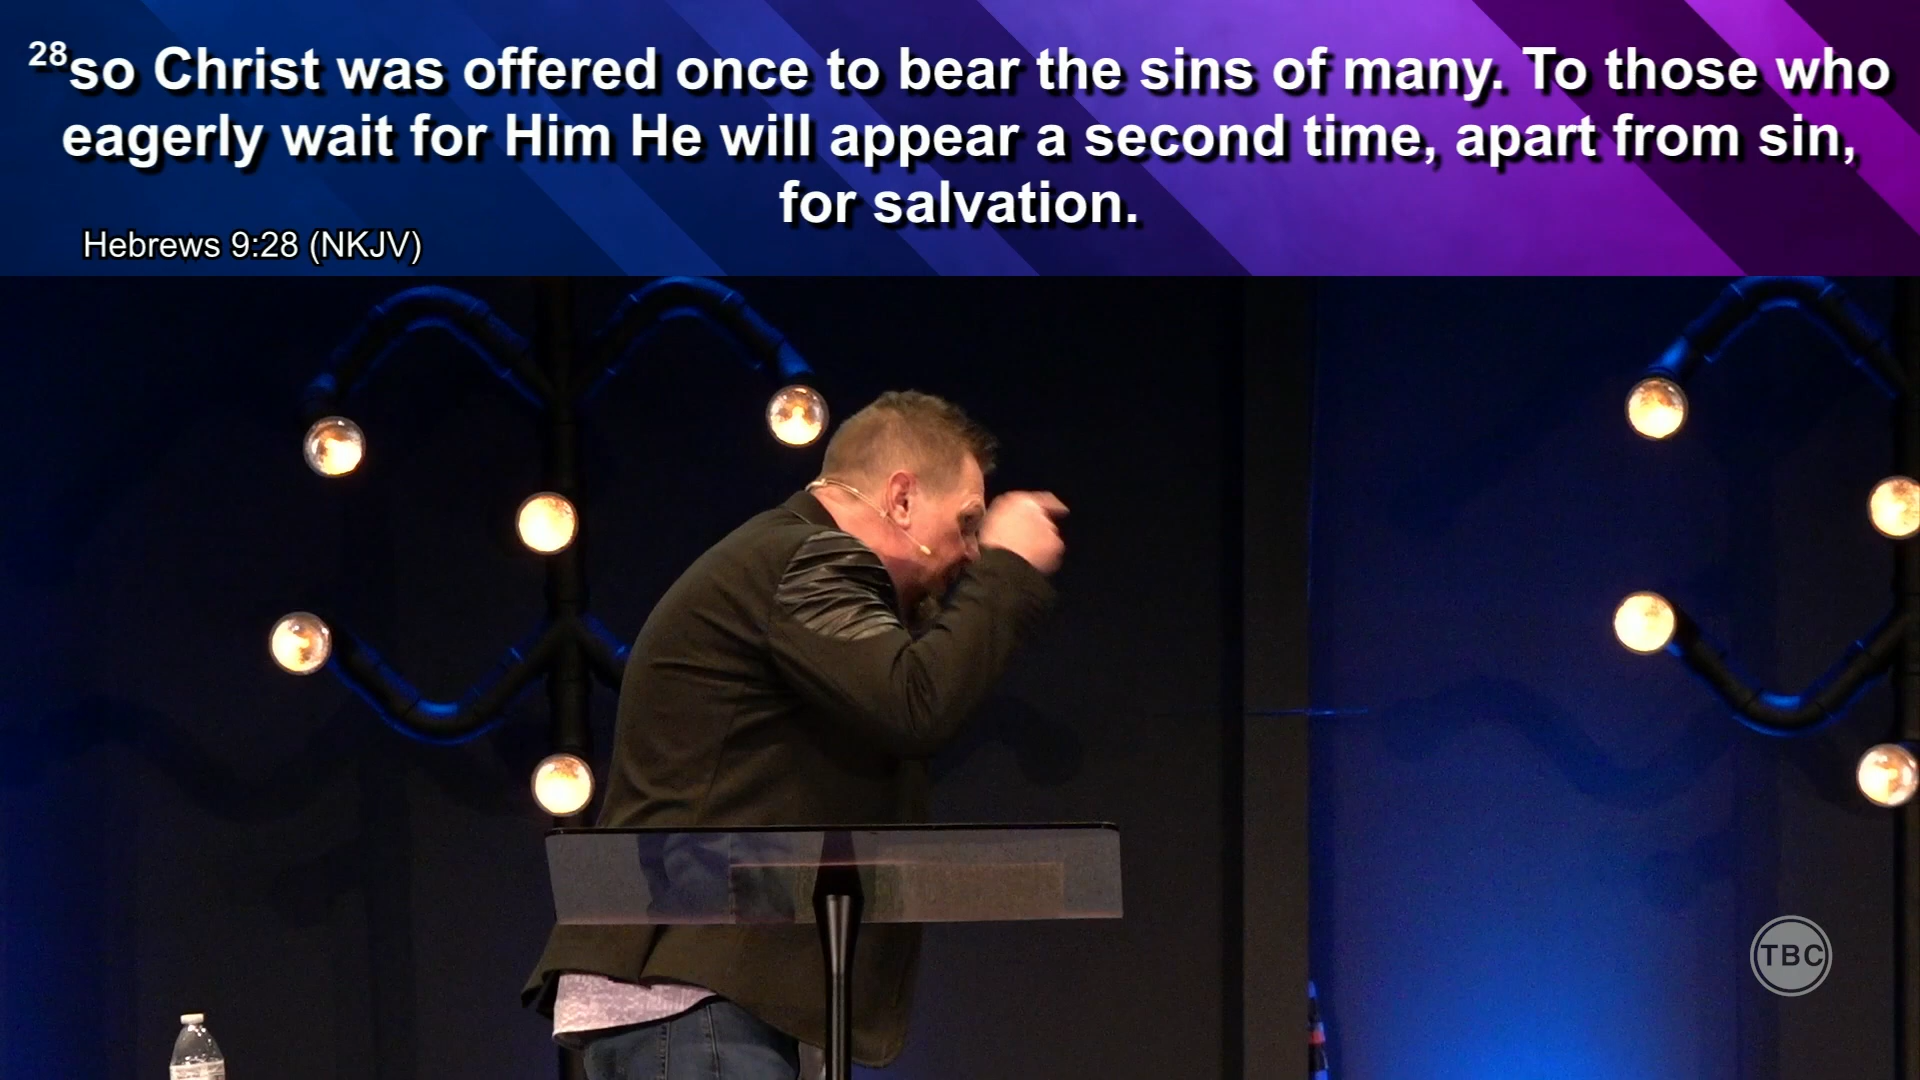 28so Christ was offered once to bear the sins of many. To those who
eagerly wait for Him He will appear a second time, apart from sin,
for salvation.
Hebrews 9:28 (NKJV)
TBC